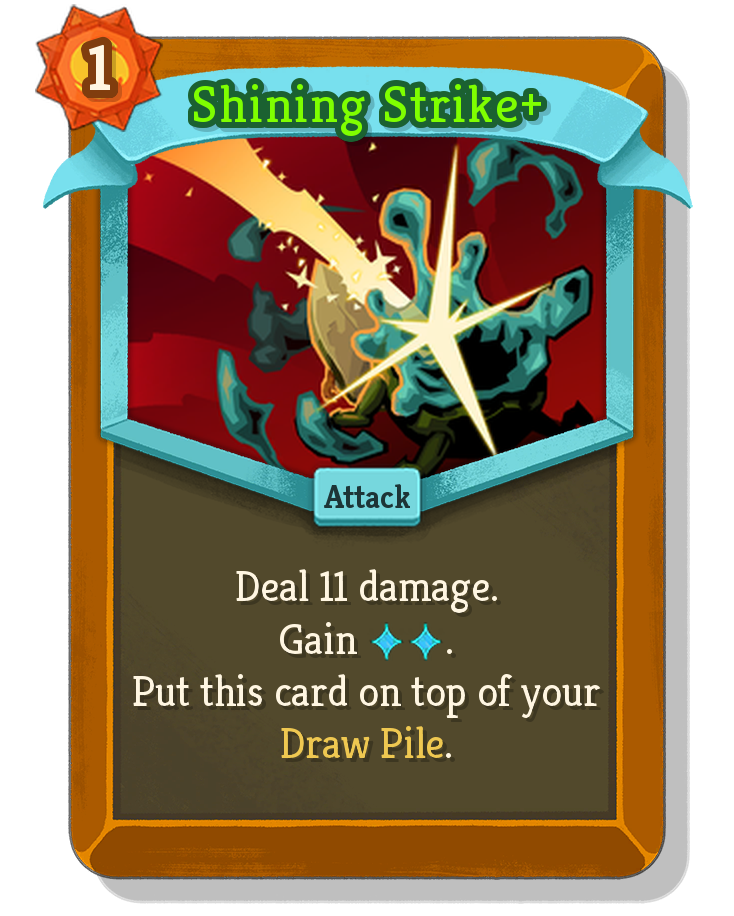 1
Shining Strike+
Attack
Deal 11 damage.
Gain .
Put this card on top of your
Draw Pile.